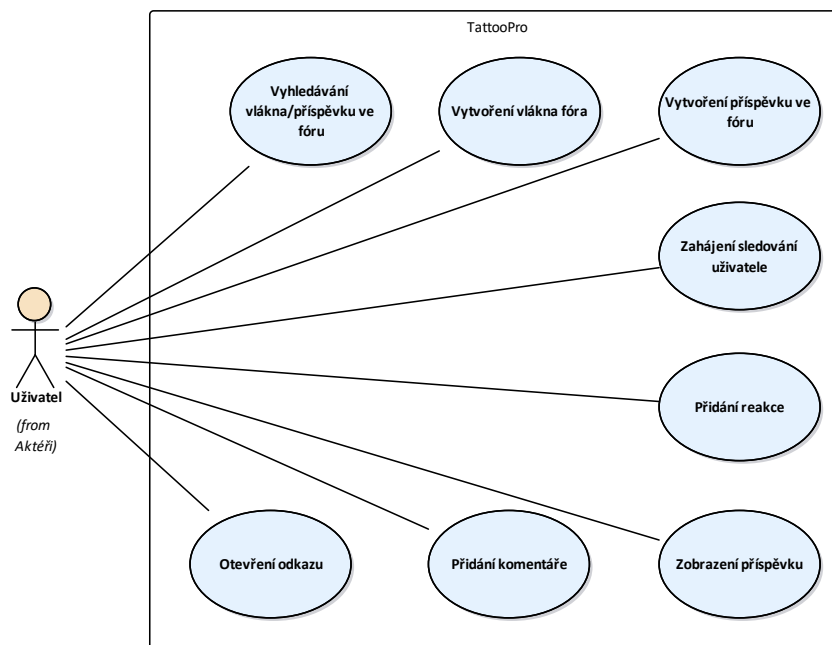 TattooPro
Vyhledávání
vlákna/příspěvku ve
fóru
Vytvoření vlákna fóra
Vytvoření příspěvku ve
fóru
Zahájení sledování
uživatele
Uživatel
(from
Aktéři)
Přidání reakce
Otevření odkazu
Přidání komentáře
Zobrazení příspěvku